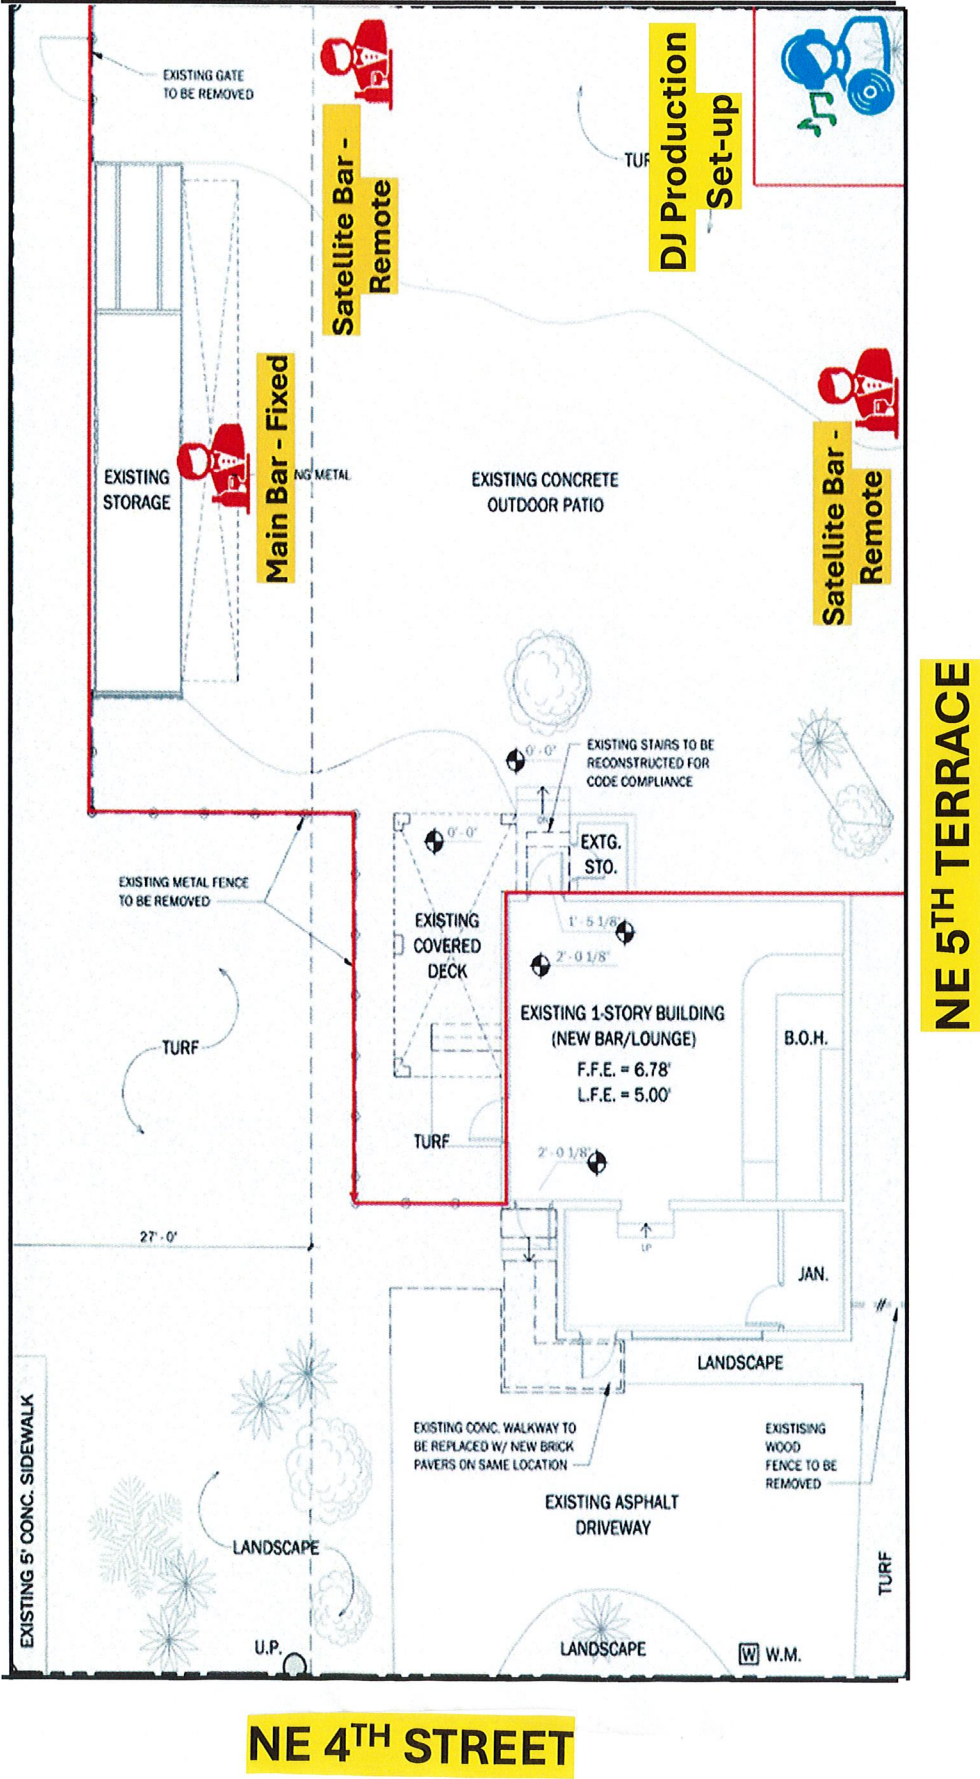 EXISTING GATE
TO BE REMOVED
Satellite Bar -
Remote
DJ Production
Set-up
TUR
EXISTING
STORAGE
Main Bar - Fixed
NG METAL
EXISTING CONCRETE
OUTDOOR PATIO
Satellite Bar -
Remote
NE 5TH TERRACE
0'-0"
EXISTING STAIRS TO BE
RECONSTRUCTED FOR
CODE COMPLIANCE
DN
0'-0"
EXTG.
STO.
EXISTING METAL FENCE
TO BE REMOVED
EXISTING
COVERED
DECK
1'-5 1/8"
2'-0 1/8"
EXISTING 1-STORY BUILDING
(NEW BAR/LOUNGE)
F.F.E. = 6.78'
L.F.E. = 5.00'
B.O.H.
TURF
TURF
2'-0 1/8"
27'-0"
UP
JAN.
LANDSCAPE
EXISTING 5' CONC. SIDEWALK
EXISTING CONC. WALKWAY TO
BE REPLACED W/ NEW BRICK
PAVERS ON SAME LOCATION
EXISTISING
WOOD
FENCE TO BE
REMOVED
EXISTING ASPHALT
DRIVEWAY
LANDSCAPE
TURF
U.P.
LANDSCAPE
W W.M.
NE 4TH STREET